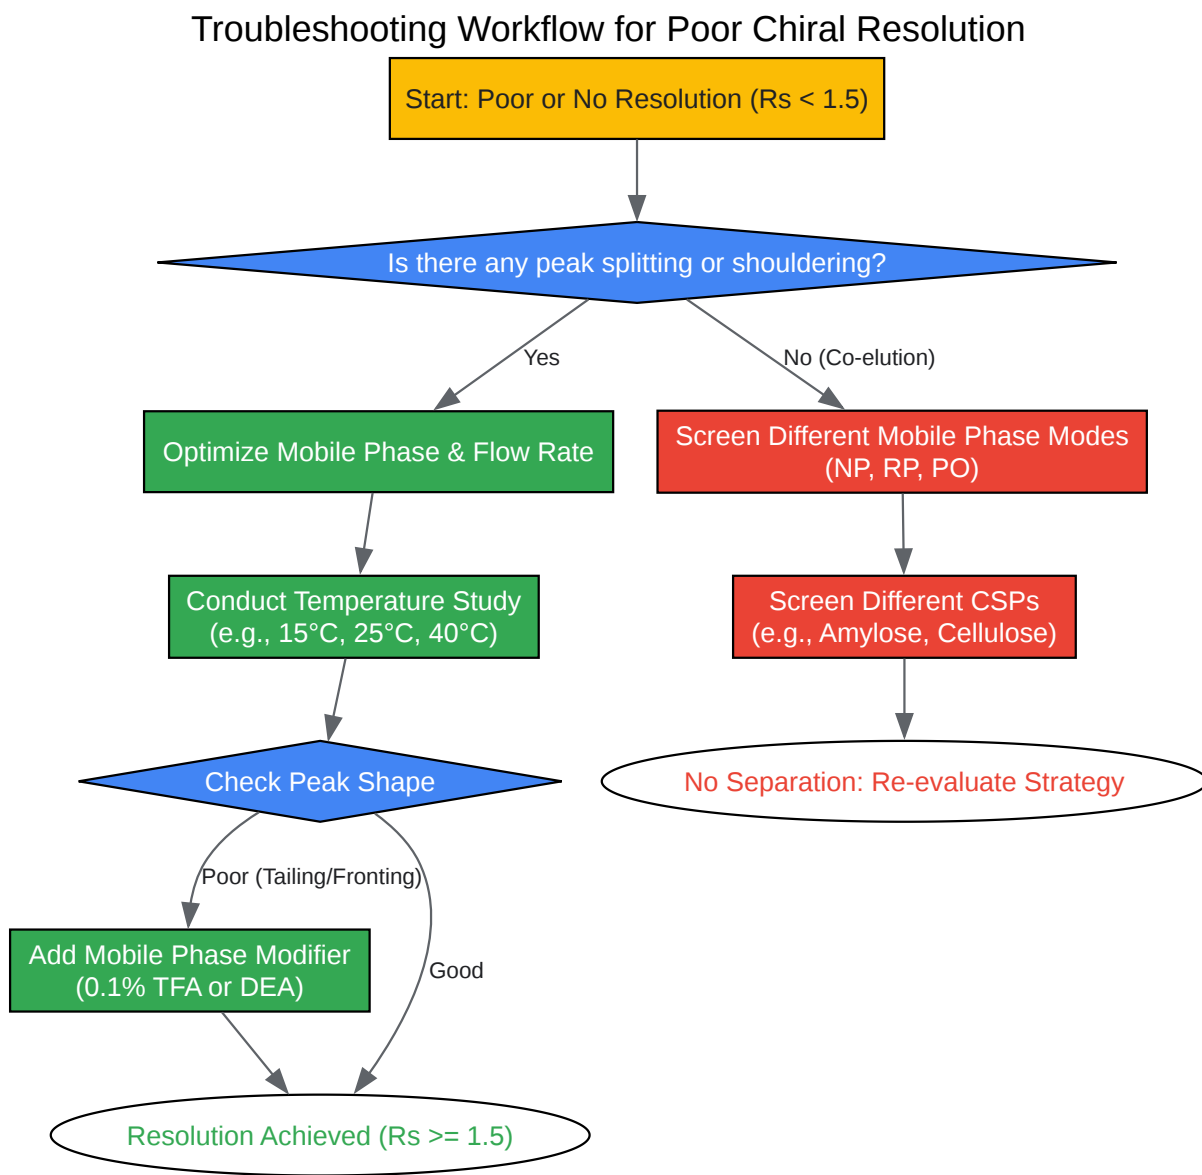 Troubleshooting Workflow for Poor Chiral Resolution
Start: Poor or No Resolution (Rs < 1.5)
Is there any peak splitting or shouldering?
Yes
No (Co-elution)
Optimize Mobile Phase & Flow Rate
Screen Different Mobile Phase Modes
(NP, RP, PO)
Conduct Temperature Study
(e.g., 15°C, 25°C, 40°C)
Screen Different CSPs
(e.g., Amylose, Cellulose)
Check Peak Shape
No Separation: Re-evaluate Strategy
Poor (Tailing/Fronting)
Add Mobile Phase Modifier
(0.1% TFA or DEA)
Good
Resolution Achieved (Rs >= 1.5)